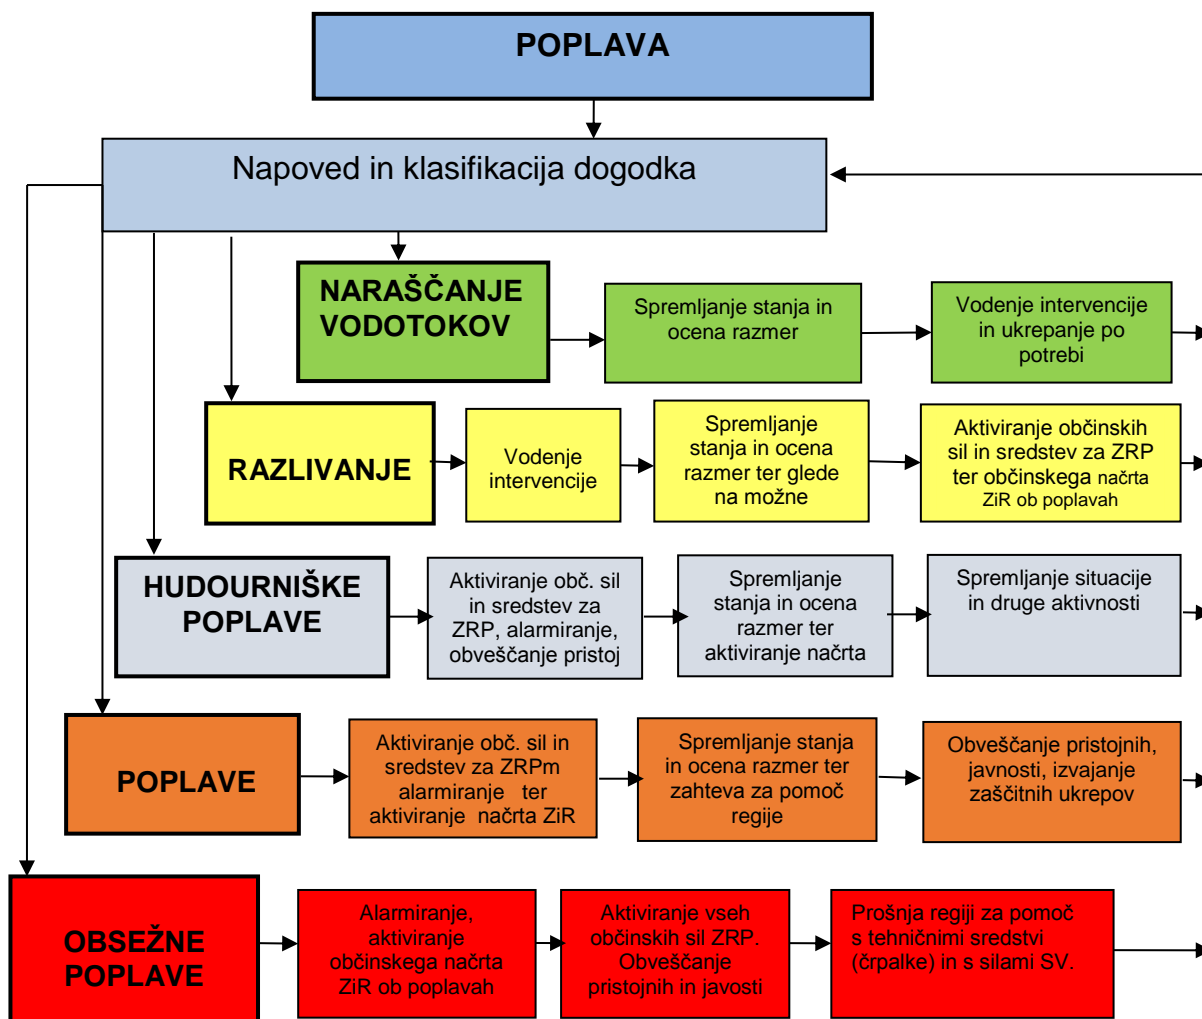 POPLAVA
Napoved in klasifikacija dogodka
NARAŠČANJE
VODOTOKOV
Spremljanje stanja in
ocena razmer
Vodenje intervencije
in ukrepanje po
potrebi
RAZLIVANJE
Vodenje
intervencije
Spremljanje
stanja in ocena
razmer ter glede
na možne
Aktiviranje občinskih
sil in sredstev za ZRP
ter občinskega načrta
ZiR ob poplavah
HUDOURNIŠKE
POPLAVE
Aktiviranje obč. sil
in sredstev za
ZRP, alarmiranje,
obveščanje pristoj
Spremljanje
stanja in ocena
razmer ter
aktiviranje načrta
Spremljanje situacije
in druge aktivnosti
POPLAVE
Aktiviranje obč. sil in
sredstev za ZRPm
alarmiranje ter
aktiviranje načrta ZiR
Spremljanje stanja
in ocena razmer ter
zahteva za pomoč
regije
Obveščanje pristojnih,
javnosti, izvajanje
zaščitnih ukrepov
OBSEŽNE
POPLAVE
Alarmiranje,
aktiviranje
občinskega načrta
ZiR ob poplavah
Aktiviranje vseh
občinskih sil ZRP.
Obveščanje
pristojnih in javosti
Prošnja regiji za pomoč
s tehničnimi sredstvi
(črpalke) in s silami SV.